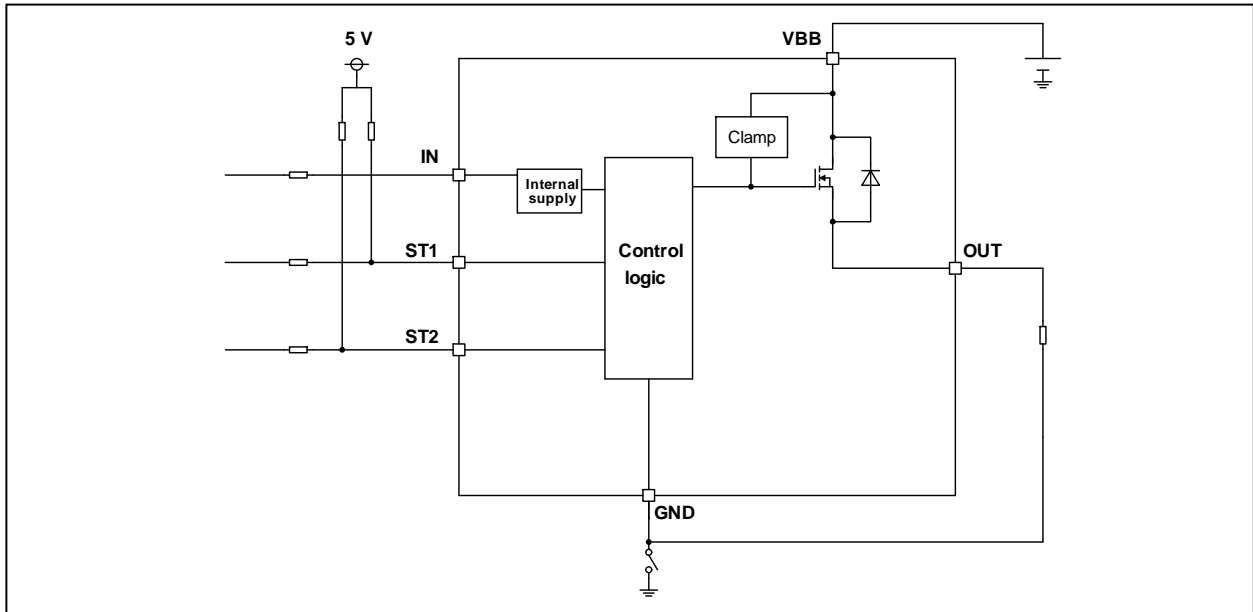 5 V
VBB
Clamp
IN
Internal
supply
ST1
Control
logic
OUT
ST2
GND